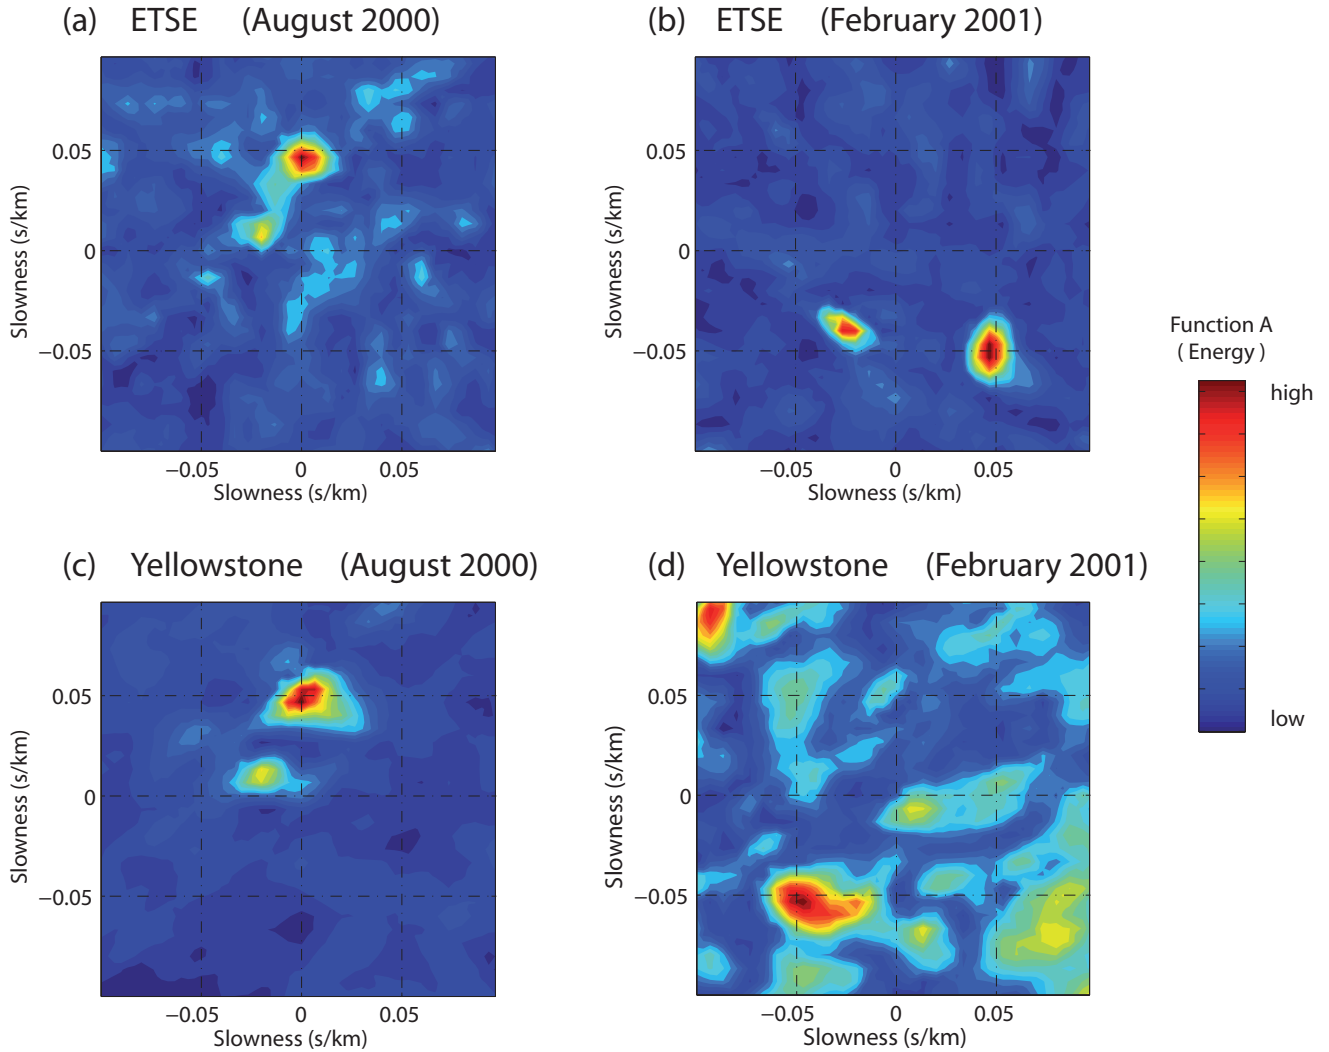 (a) ETSE (August 2000)
0.05
0
−0.05
Slowness (s/km)
−0.05 0 0.05
Slowness (s/km)
(b) ETSE (February 2001)
0.05
0
−0.05
Slowness (s/km)
−0.05 0 0.05
Slowness (s/km)
Function A
( Energy )
high
low
(c) Yellowstone (August 2000)
0.05
0
−0.05
Slowness (s/km)
−0.05 0 0.05
Slowness (s/km)
(d) Yellowstone (February 2001)
0.05
0
−0.05
Slowness (s/km)
−0.05 0 0.05
Slowness (s/km)